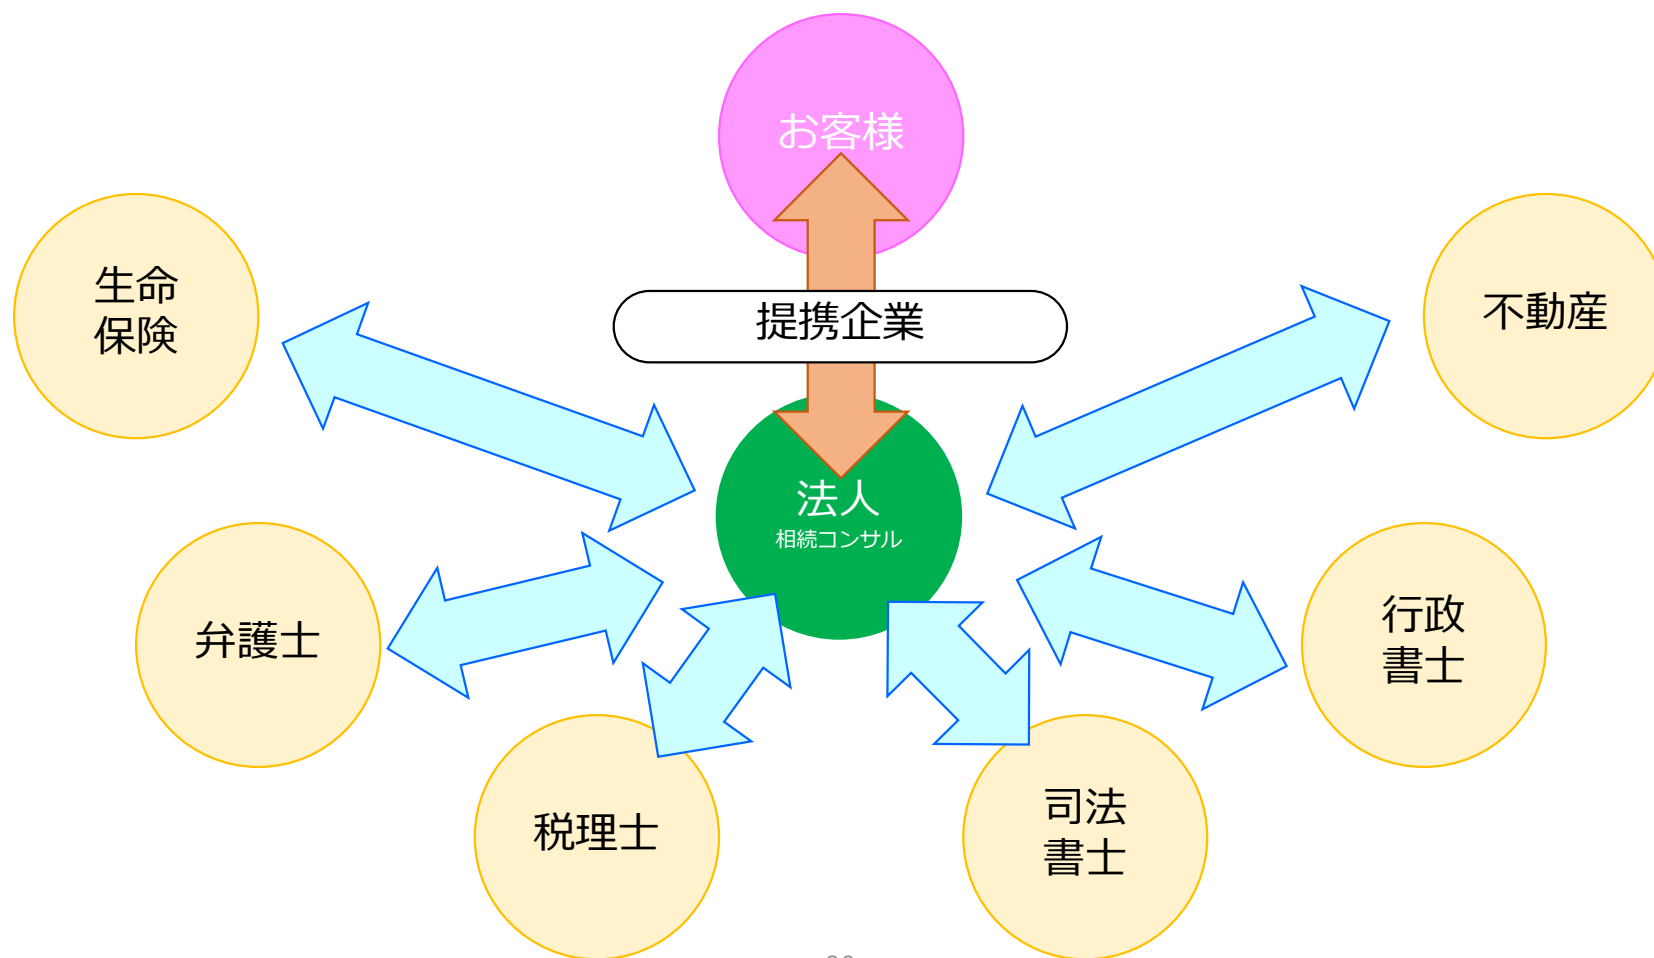 お客様
提携企業
生命
保険
不動産
法人
相続コンサル
弁護士
行政
書士
税理士
司法
書士